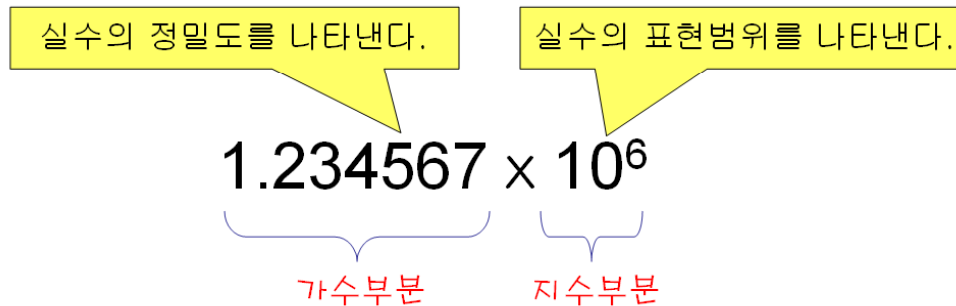 실수의 정밀도를 나타낸다.
실수의 표현범위를 나타낸다.
1.234567 × 10⁶
가수부분
지수부분